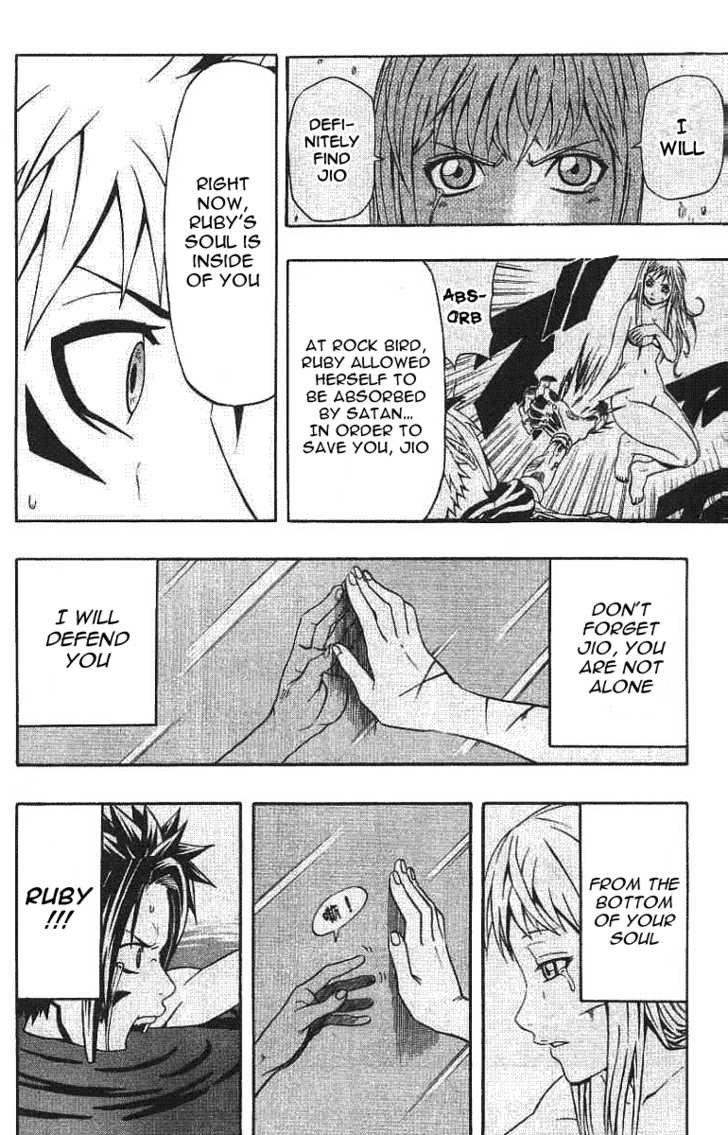 I
WILL
DEFI-
NITELY
FIND
JIO
RIGHT
NOW,
RUBY'S
SOUL IS
INSIDE
OF YOU
ABS-
ORB
AT ROCK BIRD,
RUBY ALLOWED
HERSELF TO
BE ABSORBED
BY SATAN...
IN ORDER TO
SAVE YOU, JIO
DON'T
FORGET
JIO, YOU
ARE NOT
ALONE
I WILL
DEFEND
YOU
FROM THE
BOTTOM
OF YOUR
SOUL
RUBY
!!!